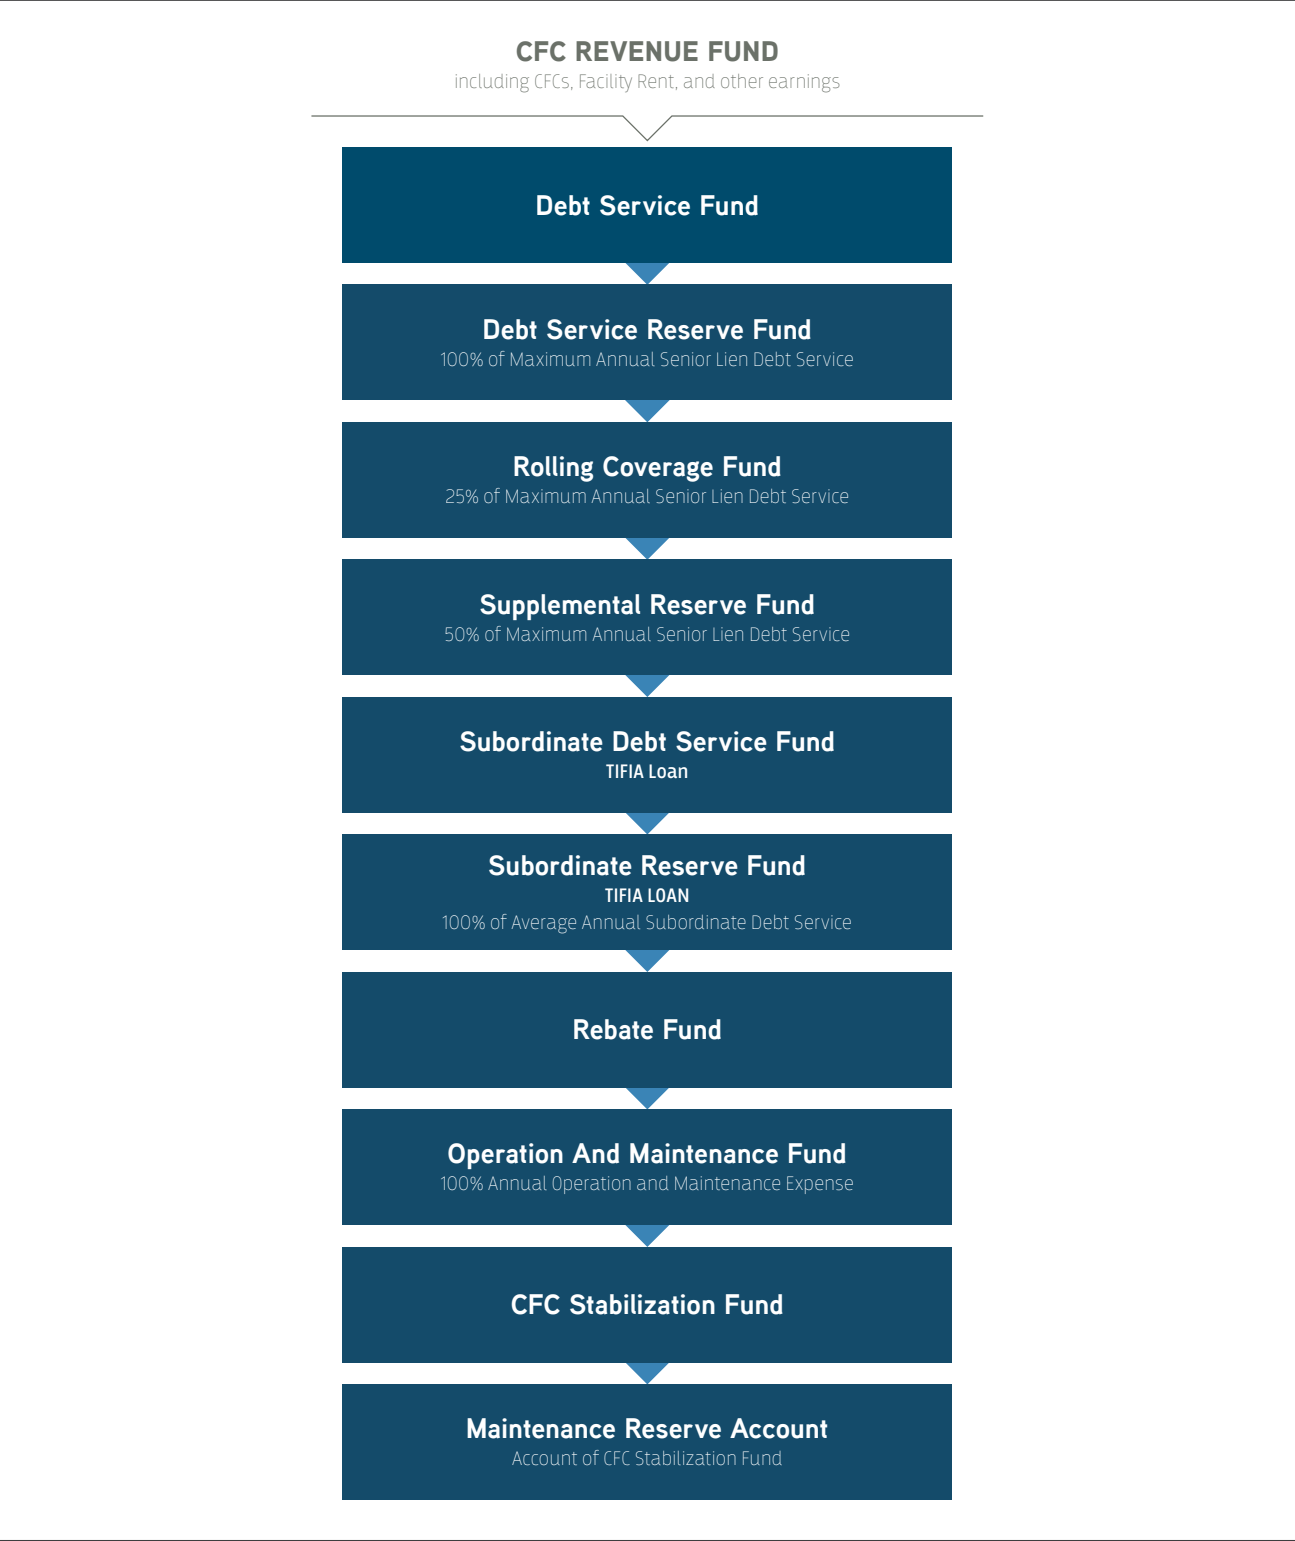 CFC REVENUE FUND
including CFCs, Facility Rent, and other earnings
Debt Service Fund
Debt Service Reserve Fund
100% of Maximum Annual Senior Lien Debt Service
Rolling Coverage Fund
25% of Maximum Annual Senior Lien Debt Service
Supplemental Reserve Fund
50% of Maximum Annual Senior Lien Debt Service
Subordinate Debt Service Fund
TIFIA Loan
Subordinate Reserve Fund
TIFIA LOAN
100% of Average Annual Subordinate Debt Service
Rebate Fund
Operation And Maintenance Fund
100% Annual Operation and Maintenance Expense
CFC Stabilization Fund
Maintenance Reserve Account
Account of CFC Stabilization Fund